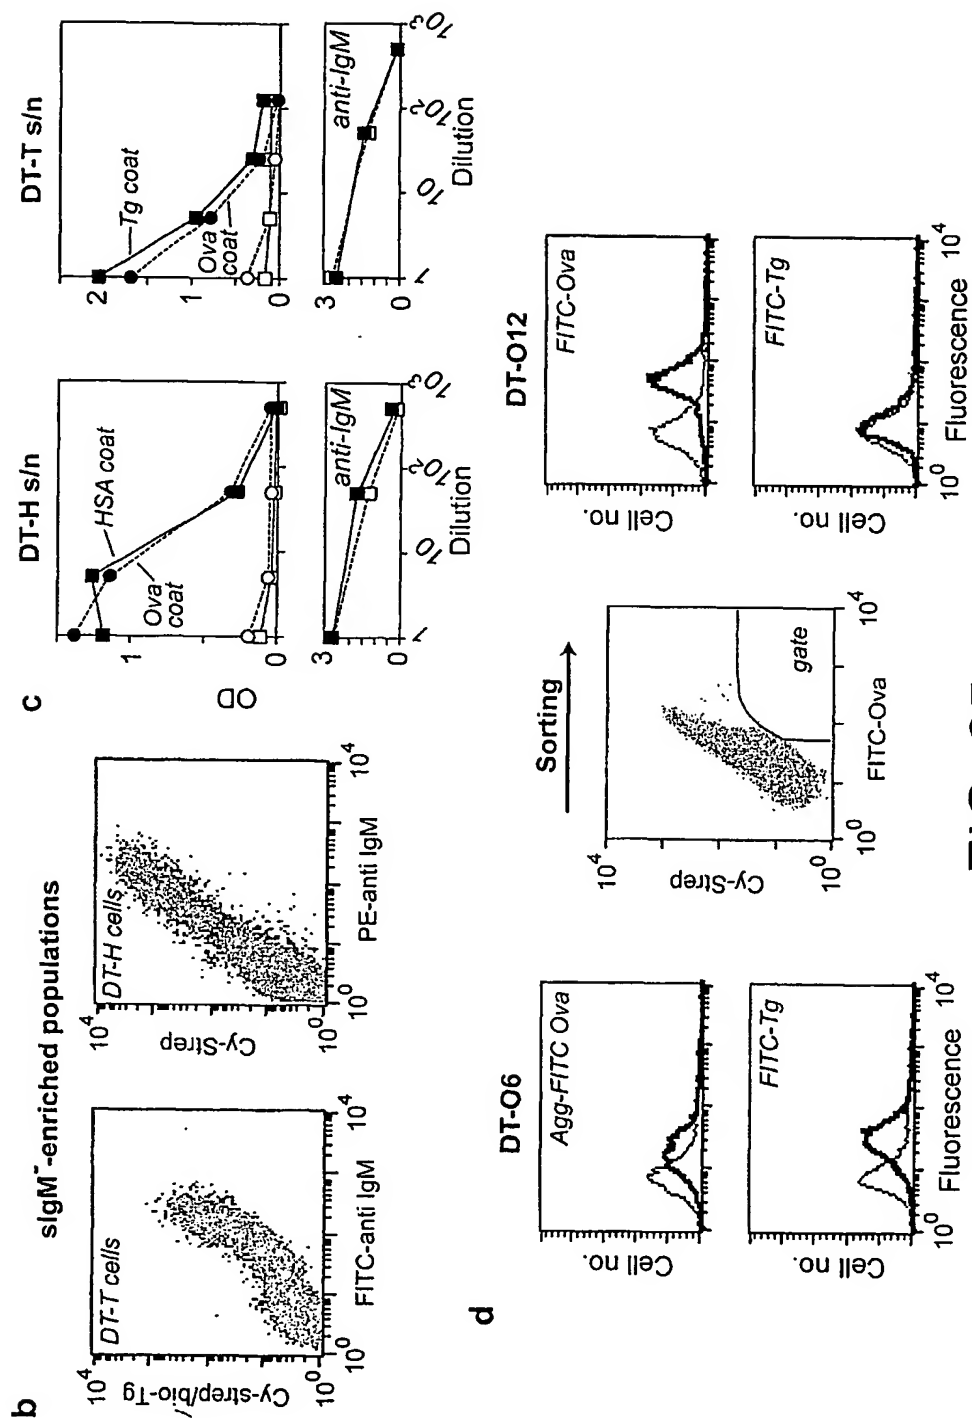 b
sIgM⁻-enriched populations
DT-T cells
10⁴
10⁰
Cy-strep/bio-Tg
10⁰
10⁴
FITC-anti IgM
DT-H cells
10⁴
10⁰
Cy-Strep
10⁰
10⁴
PE-anti IgM
c
DT-H s/n
OD
1
0
HSA coat
Ova
coat
3
0
anti-IgM
1
10
10²
10³
Dilution
DT-T s/n
2
1
0
Tg coat
Ova
coat
3
0
anti-IgM
1
10
10²
10³
Dilution
d
DT-O6
Agg-FITC Ova
Cell no.
FITC-Tg
Cell no.
10⁰
10⁴
Fluorescence
Sorting
10⁴
10⁰
Cy-Strep
gate
10⁰
10⁴
FITC-Ova
DT-O12
FITC-Ova
Cell no.
FITC-Tg
Cell no.
10⁰
10⁴
Fluorescence